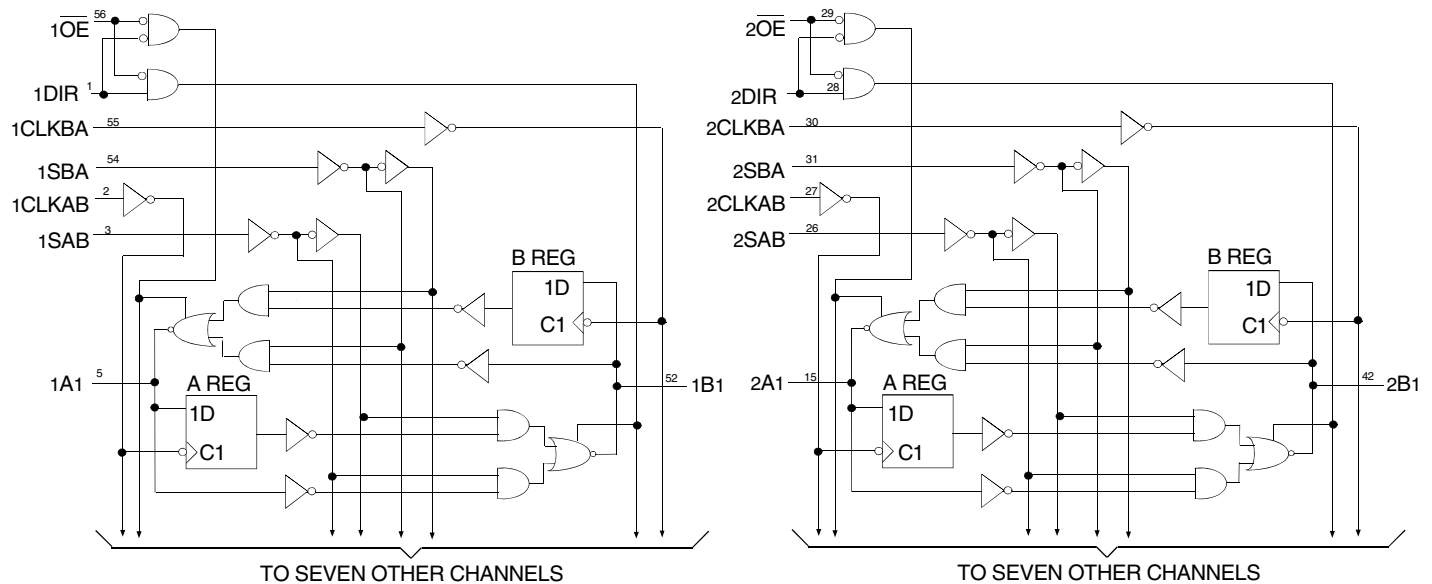 1O̅E̅ 56
1DIR 1
1CLKBA 55
1SBA 54
1CLKAB 2
1SAB 3
B REG
1D
C1
1A1 5
A REG
1D
C1
52 1B1
TO SEVEN OTHER CHANNELS
2O̅E̅ 29
2DIR 28
2CLKBA 30
2SBA 31
2CLKAB 27
2SAB 26
B REG
1D
C1
2A1 15
A REG
1D
C1
42 2B1
TO SEVEN OTHER CHANNELS